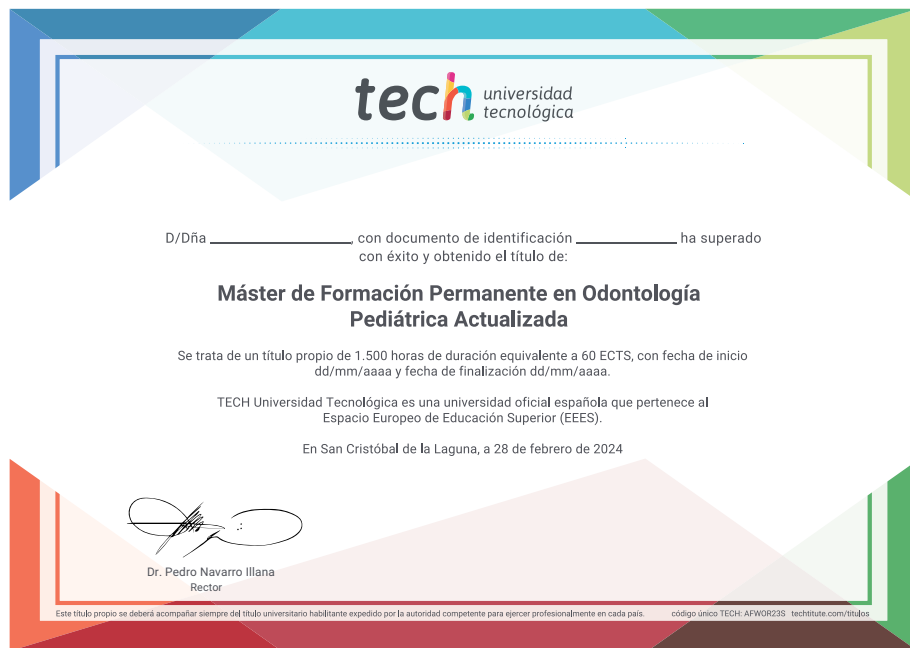 tech universidad
tecnológica
D/Dña ________________, con documento de identificación ____________ ha superado
con éxito y obtenido el título de:
Máster de Formación Permanente en Odontología
Pediátrica Actualizada
Se trata de un título propio de 1.500 horas de duración equivalente a 60 ECTS, con fecha de inicio
dd/mm/aaaa y fecha de finalización dd/mm/aaaa.
TECH Universidad Tecnológica es una universidad oficial española que pertenece al
Espacio Europeo de Educación Superior (EEES).
En San Cristóbal de la Laguna, a 28 de febrero de 2024
Dr. Pedro Navarro Illana
Rector
Este título propio se deberá acompañar siempre del título universitario habilitante expedido por la autoridad competente para ejercer profesionalmente en cada país. código único TECH: AFWOR23S techtitute.com/titulos